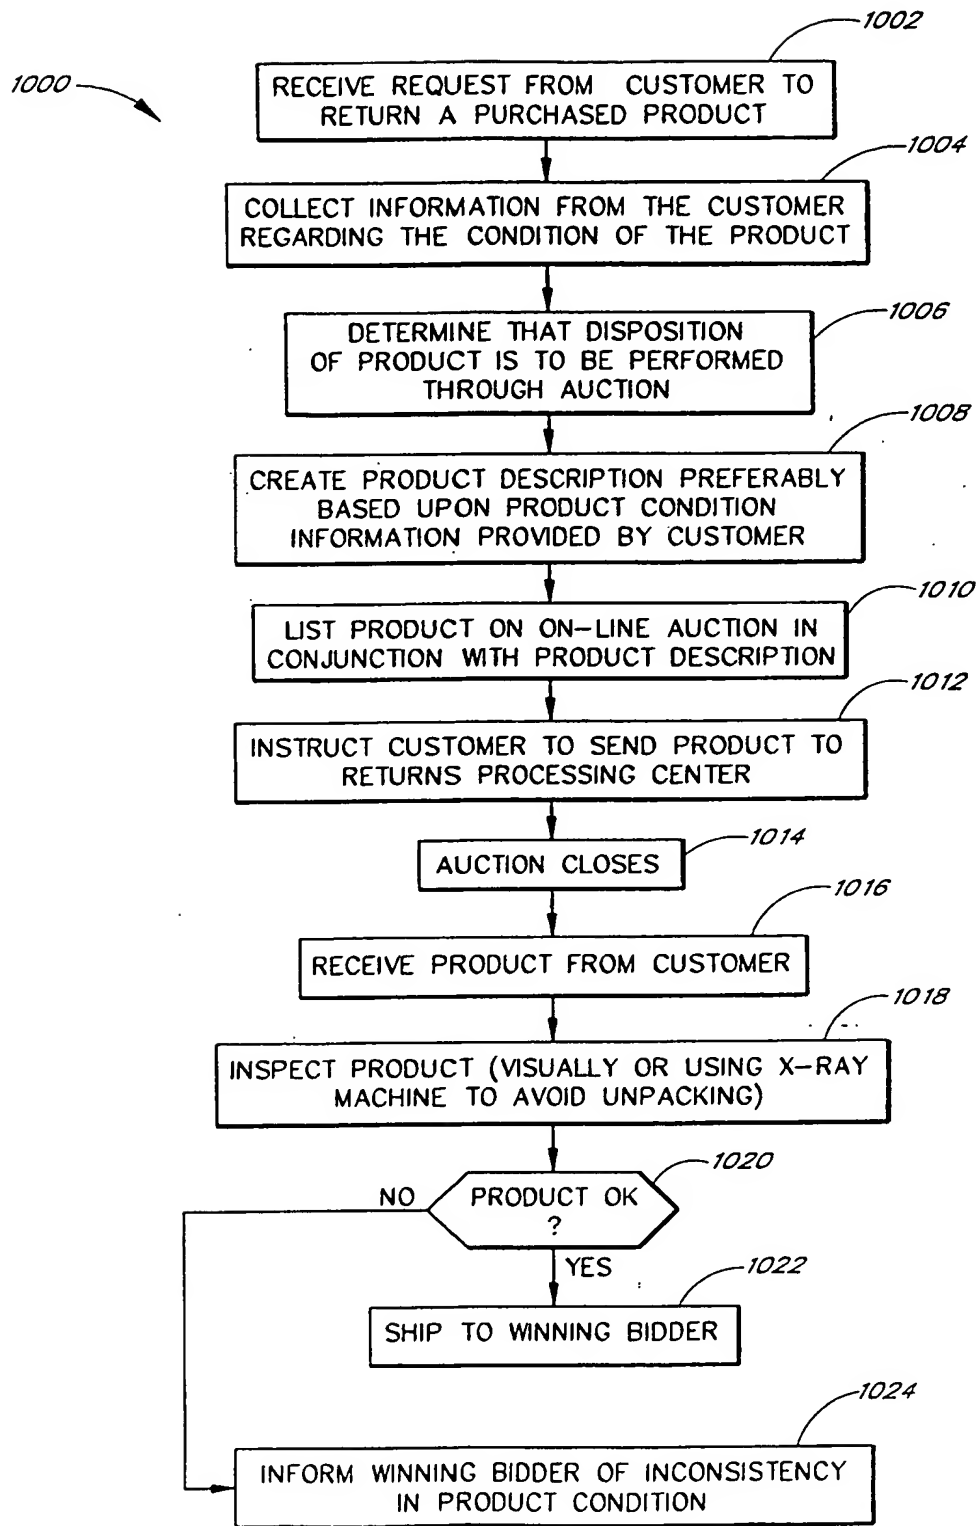 1002
1000
RECEIVE REQUEST FROM CUSTOMER TO
RETURN A PURCHASED PRODUCT
1004
COLLECT INFORMATION FROM THE CUSTOMER
REGARDING THE CONDITION OF THE PRODUCT
1006
DETERMINE THAT DISPOSITION
OF PRODUCT IS TO BE PERFORMED
THROUGH AUCTION
1008
CREATE PRODUCT DESCRIPTION PREFERABLY
BASED UPON PRODUCT CONDITION
INFORMATION PROVIDED BY CUSTOMER
1010
LIST PRODUCT ON ON-LINE AUCTION IN
CONJUNCTION WITH PRODUCT DESCRIPTION
1012
INSTRUCT CUSTOMER TO SEND PRODUCT TO
RETURNS PROCESSING CENTER
1014
AUCTION CLOSES
1016
RECEIVE PRODUCT FROM CUSTOMER
1018
INSPECT PRODUCT (VISUALLY OR USING X-RAY
MACHINE TO AVOID UNPACKING)
1020
NO
PRODUCT OK
?
YES
1022
SHIP TO WINNING BIDDER
1024
INFORM WINNING BIDDER OF INCONSISTENCY
IN PRODUCT CONDITION